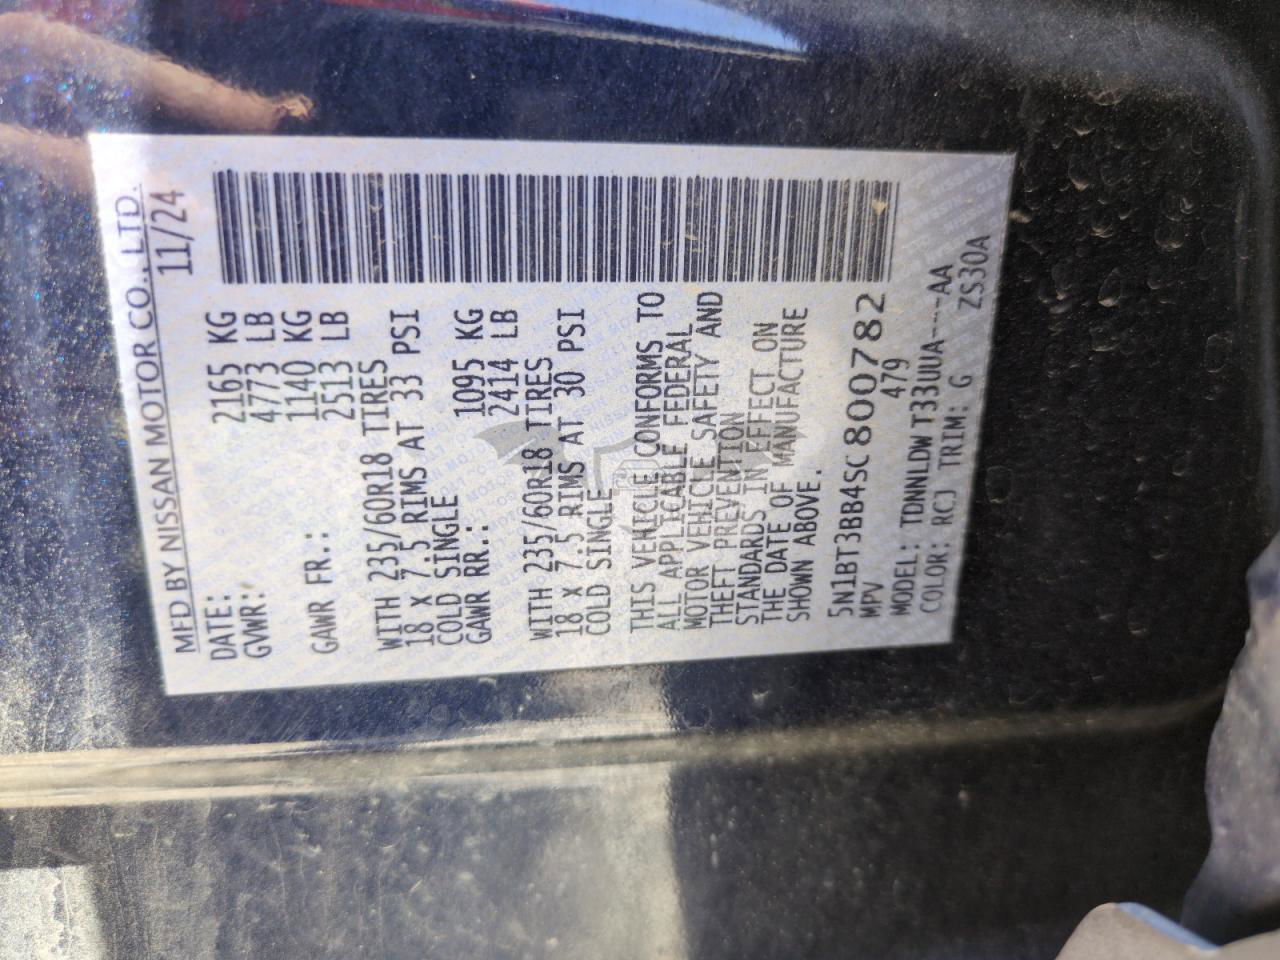 MFD BY NISSAN MOTOR CO., LTD.
DATE: 11/24
GVWR: 2165 KG
4773 LB
GAWR FR.: 1140 KG
2513 LB
WITH 235/60R18 TIRES
18 X 7.5 RIMS AT 33 PSI
COLD SINGLE
GAWR RR.: 1095 KG
2414 LB
WITH 235/60R18 TIRES
18 X 7.5 RIMS AT 30 PSI
COLD SINGLE
THIS VEHICLE CONFORMS TO
ALL APPLICABLE FEDERAL
MOTOR VEHICLE SAFETY AND
THEFT PREVENTION
STANDARDS IN EFFECT ON
THE DATE OF MANUFACTURE
SHOWN ABOVE.
5N1BT3BB4SC800782
MPV 479
MODEL: TDNNLDWT33UUA----AA
COLOR: RCJ TRIM: G ZS30A